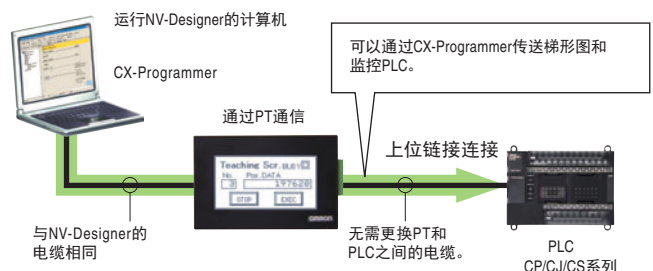 运行NV-Designer的计算机
CX-Programmer
可以通过CX-Programmer传送梯形图和
监控PLC。
通过PT通信
上位链接连接
Teaching Scr. BUSY
No. Pos.DATA
3 197620
STOP EXEC
OMRON
与NV-Designer的
电缆相同
无需更换PT和
PLC之间的电缆。
PLC
CP/CJ/CS系列